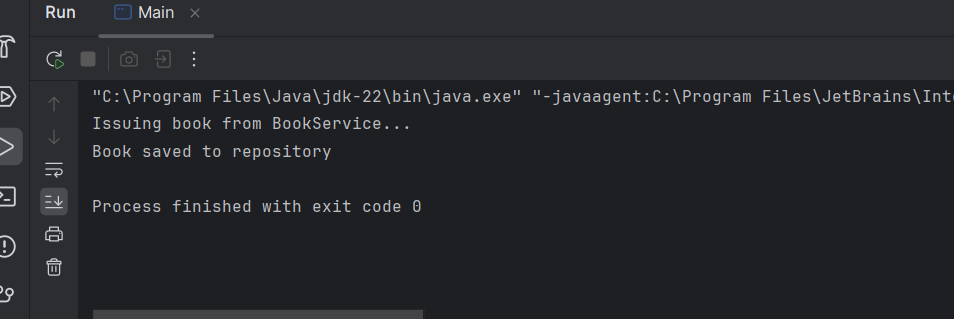 Run Main
"C:\Program Files\Java\jdk-22\bin\java.exe" "-javaagent:C:\Program Files\JetBrains\Inte
Issuing book from BookService...
Book saved to repository
Process finished with exit code 0